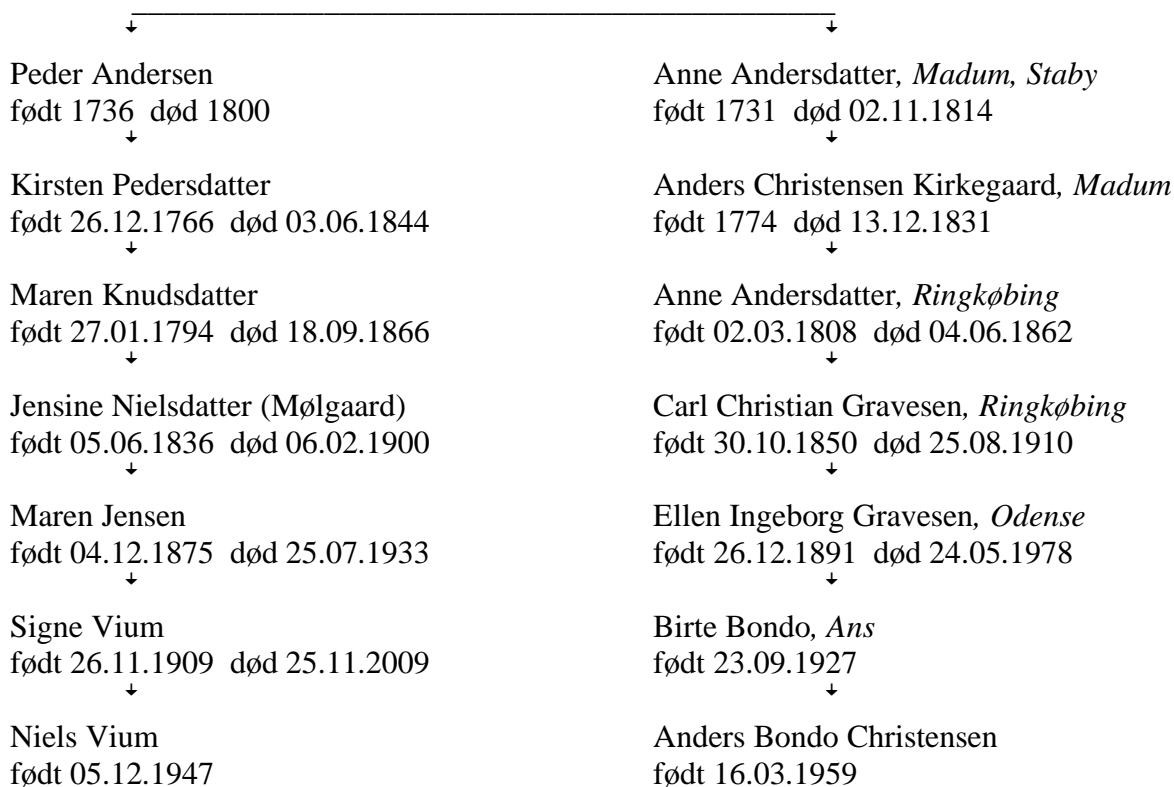 Peder Andersen
født 1736 død 1800
Kirsten Pedersdatter
født 26.12.1766 død 03.06.1844
Maren Knudsdatter
født 27.01.1794 død 18.09.1866
Jensine Nielsdatter (Mølgaard)
født 05.06.1836 død 06.02.1900
Maren Jensen
født 04.12.1875 død 25.07.1933
Signe Vium
født 26.11.1909 død 25.11.2009
Niels Vium
født 05.12.1947
Anne Andersdatter, Madum, Staby
født 1731 død 02.11.1814
Anders Christensen Kirkegaard, Madum
født 1774 død 13.12.1831
Anne Andersdatter, Ringkøbing
født 02.03.1808 død 04.06.1862
Carl Christian Gravesen, Ringkøbing
født 30.10.1850 død 25.08.1910
Ellen Ingeborg Gravesen, Odense
født 26.12.1891 død 24.05.1978
Birte Bondo, Ans
født 23.09.1927
Anders Bondo Christensen
født 16.03.1959